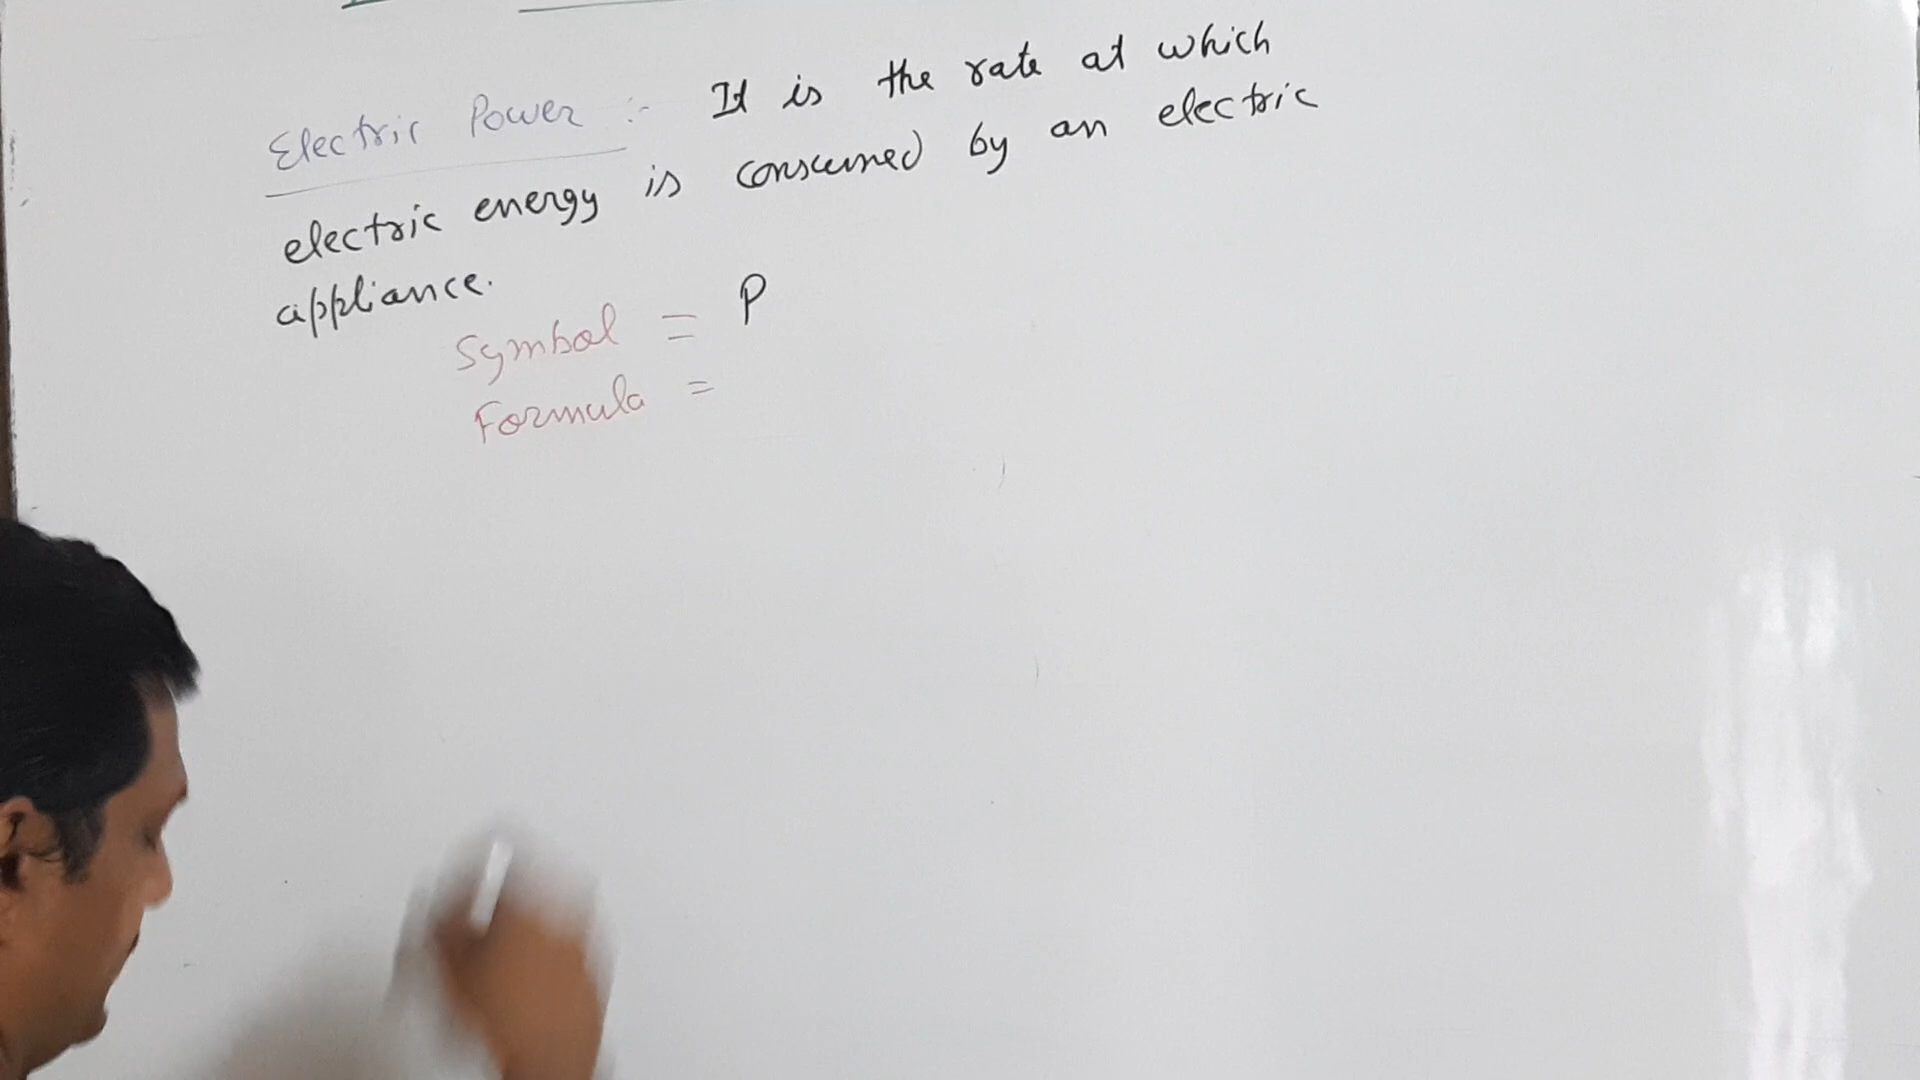 Electric Power :- It is the rate at which
electric energy is consumed by an electric
appliance.
Symbol = P
Formula =